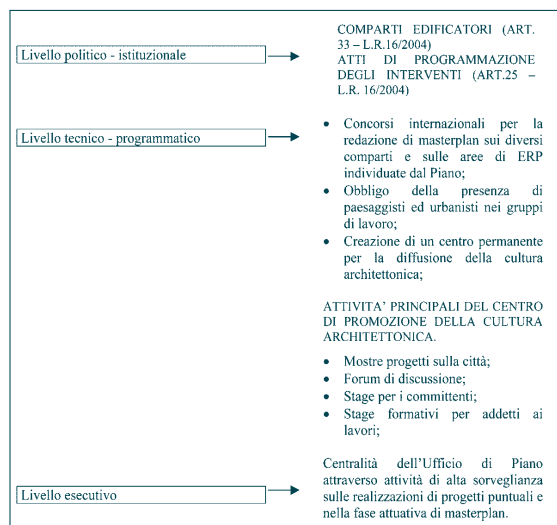 COMPARTI EDIFICATORI (ART.
33 – L.R.16/2004)
Livello politico - istituzionale
ATTI DI PROGRAMMAZIONE
DEGLI INTERVENTI (ART.25 –
L.R. 16/2004)
Livello tecnico - programmatico
• Concorsi internazionali per la
redazione di masterplan sui diversi
comparti e sulle aree di ERP
individuate dal Piano;
• Obbligo della presenza di
paesaggisti ed urbanisti nei gruppi
di lavoro;
• Creazione di un centro permanente
per la diffusione della cultura
architettonica;
ATTIVITA' PRINCIPALI DEL CENTRO
DI PROMOZIONE DELLA CULTURA
ARCHITETTONICA.
• Mostre progetti sulla città;
• Forum di discussione;
• Stage per i committenti;
• Stage formativi per addetti ai
lavori;
Livello esecutivo
Centralità dell'Ufficio di Piano
attraverso attività di alta sorveglianza
sulle realizzazioni di progetti puntuali e
nella fase attuativa di masterplan.